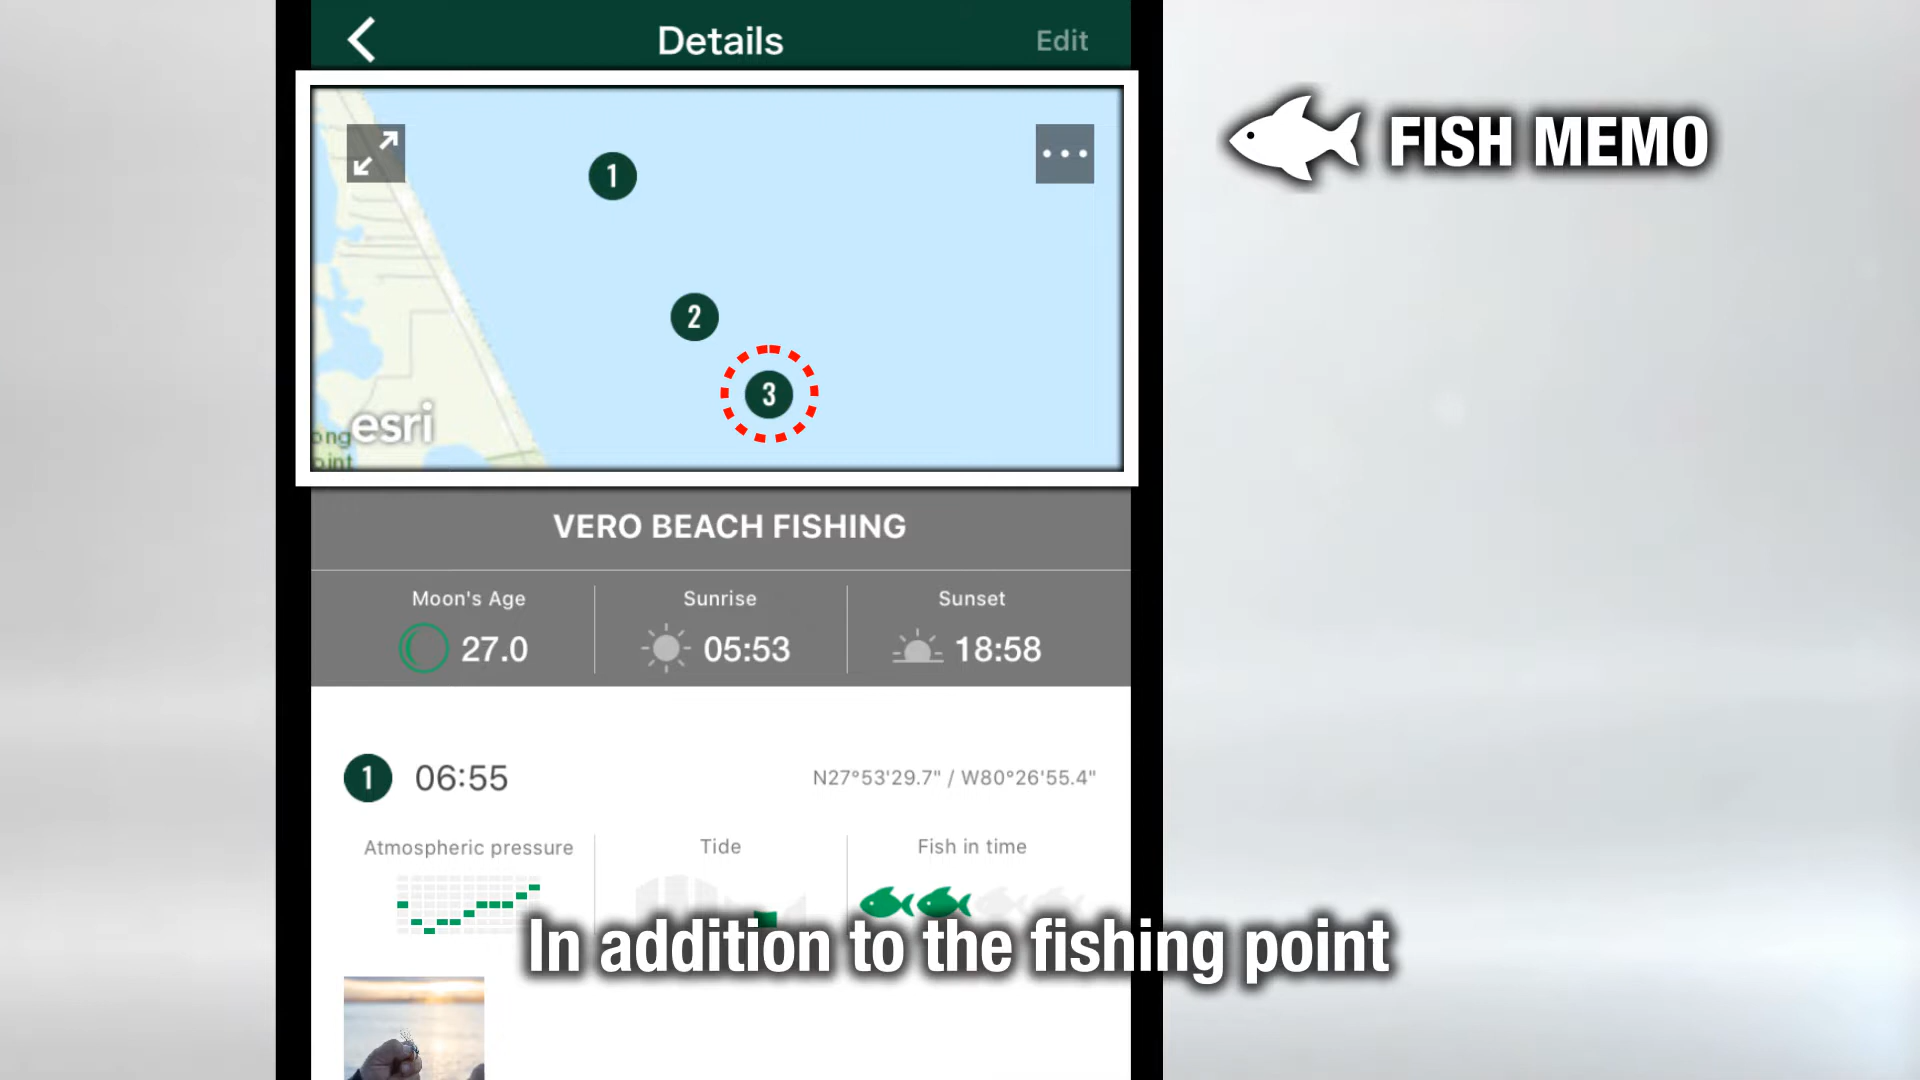 Details
Edit
FISH MEMO
1
2
3
esri
ong
oint
VERO BEACH FISHING
Moon's Age
27.0
Sunrise
05:53
Sunset
18:58
1 06:55
N27°53'29.7" / W80°26'55.4"
Atmospheric pressure
Tide
Fish in time
In addition to the fishing point